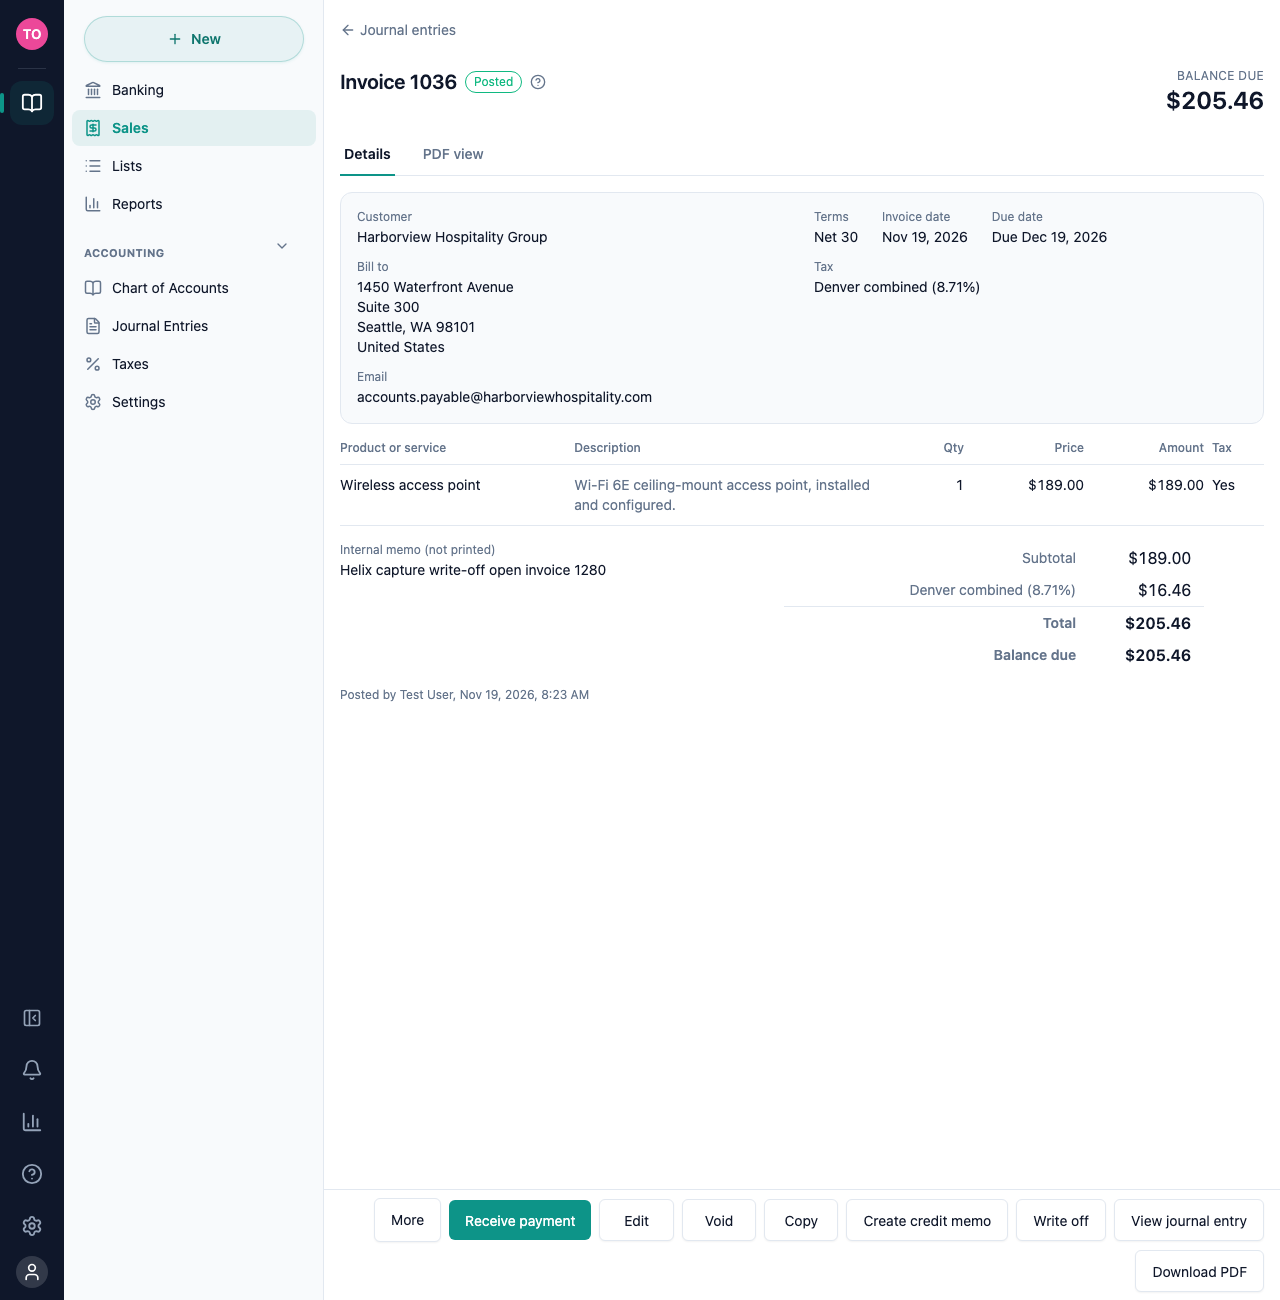 TO
New
Banking
Sales
Lists
Reports
ACCOUNTING
Chart of Accounts
Journal Entries
Taxes
Settings
Journal entries
Invoice 1036 Posted
BALANCE DUE
$205.46
Details PDF view
Customer
Harborview Hospitality Group
Bill to
1450 Waterfront Avenue
Suite 300
Seattle, WA 98101
United States
Email
accounts.payable@harborviewhospitality.com
Terms Invoice date Due date
Net 30 Nov 19, 2026 Due Dec 19, 2026
Tax
Denver combined (8.71%)
Product or service Description Qty Price Amount Tax
Wireless access point Wi-Fi 6E ceiling-mount access point, installed 1 $189.00 $189.00 Yes
and configured.
Internal memo (not printed)
Helix capture write-off open invoice 1280
Subtotal $189.00
Denver combined (8.71%) $16.46
Total $205.46
Balance due $205.46
Posted by Test User, Nov 19, 2026, 8:23 AM
More Receive payment Edit Void Copy Create credit memo Write off View journal entry
Download PDF